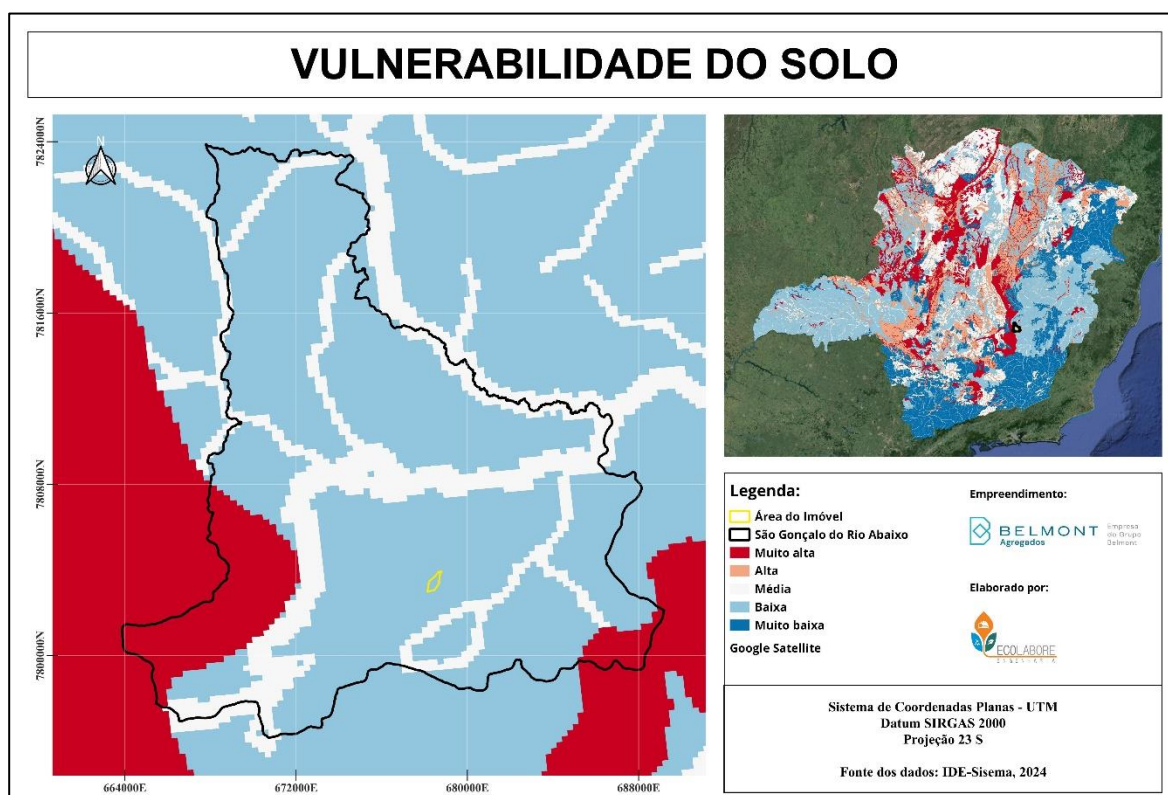 VULNERABILIDADE DO SOLO
N
7824000N
7816000N
7808000N
7800000N
664000E
672000E
680000E
688000E
Legenda:
Área do Imóvel
São Gonçalo do Rio Abaixo
Muito alta
Alta
Média
Baixa
Muito baixa
Google Satellite
Empreendimento:
BELMONT
Agregados
Empresa
do Grupo
Belmont
Elaborado por:
ECOLABORE
ENGENHARIA
Sistema de Coordenadas Planas - UTM
Datum SIRGAS 2000
Projeção 23 S
Fonte dos dados: IDE-Sisema, 2024